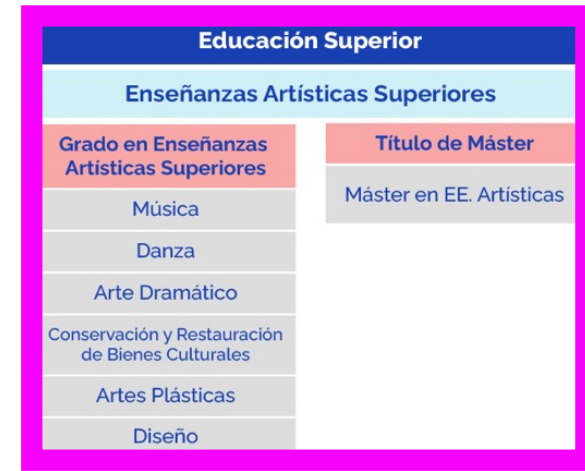 Educación Superior
Enseñanzas Artísticas Superiores
Grado en Enseñanzas
Artísticas Superiores
Música
Danza
Arte Dramático
Conservación y Restauración
de Bienes Culturales
Artes Plásticas
Diseño
Título de Máster
Máster en EE. Artísticas